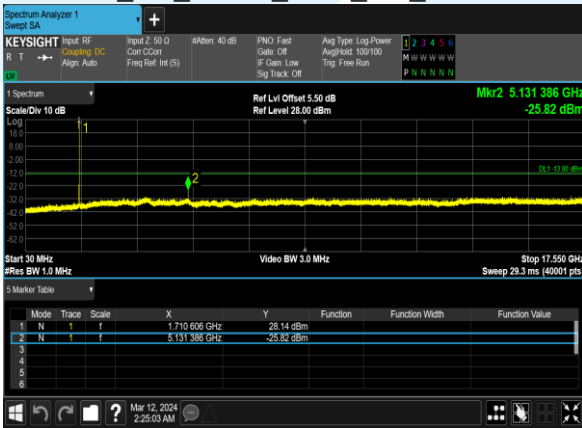 Spectrum Analyzer 1
Swept SA
+
KEYSIGHT Input: RF Input Z: 50 Ω #Atten: 40 dB PNO: Fast Avg Type: Log-Power 1 2 3 4 5 6
R T Coupling: DC Corr CCorr Gate: Off Avg|Hold: 100/100 M W W W W W
Align: Auto Freq Ref: Int (S) IF Gain: Low Trig: Free Run
LXI Sig Track: Off P N N N N N
1 Spectrum Ref Lvl Offset 5.50 dB Mkr2 5.131 386 GHz
Scale/Div 10 dB Ref Level 28.00 dBm -25.82 dBm
Log
18.0 1
8.00
-2.00
-12.0 DL1 -13.00 dBm
-22.0 2
-32.0
-42.0
-52.0
-62.0
Start 30 MHz Video BW 3.0 MHz Stop 17.550 GHz
#Res BW 1.0 MHz Sweep 29.3 ms (40001 pts)
5 Marker Table
Mode Trace Scale X Y Function Function Width Function Value
1 N 1 f 1.710 606 GHz 28.14 dBm
2 N 1 f 5.131 386 GHz -25.82 dBm
3
4
5
6
? Mar 12, 2024
2:25:03 AM